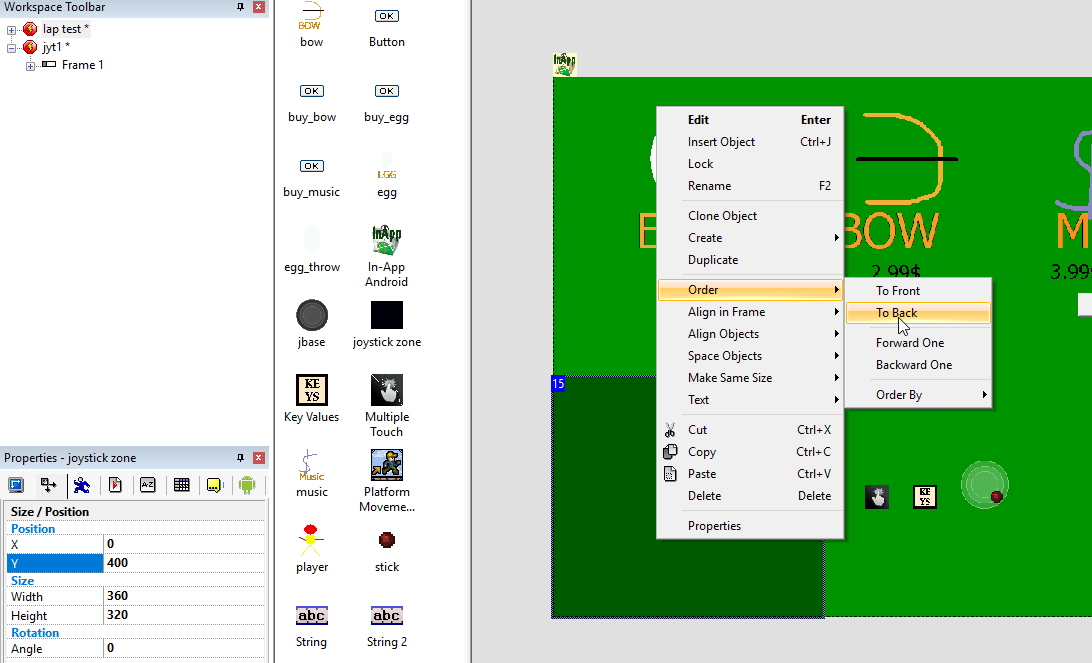 Workspace Toolbar
lap test *
jyt1 *
Frame 1
BOW
bow
OK
Button
OK
buy_bow
OK
buy_egg
OK
buy_music
egg
egg_throw
InApp
In-App
Android
jbase
joystick zone
KE
YS
Key Values
Multiple
Touch
Music
music
Platform
Moveme...
player
stick
abc
String
abc
String 2
Properties - joystick zone
A-Z
Size / Position
Position
X 0
Y 400
Size
Width 360
Height 320
Rotation
Angle 0
InApp
E
BOW
M
2.99$
3.99
15
KE
YS
Edit Enter
Insert Object Ctrl+J
Lock
Rename F2
Clone Object
Create
Duplicate
Order
Align in Frame
Align Objects
Space Objects
Make Same Size
Text
Cut Ctrl+X
Copy Ctrl+C
Paste Ctrl+V
Delete Delete
Properties
To Front
To Back
Forward One
Backward One
Order By